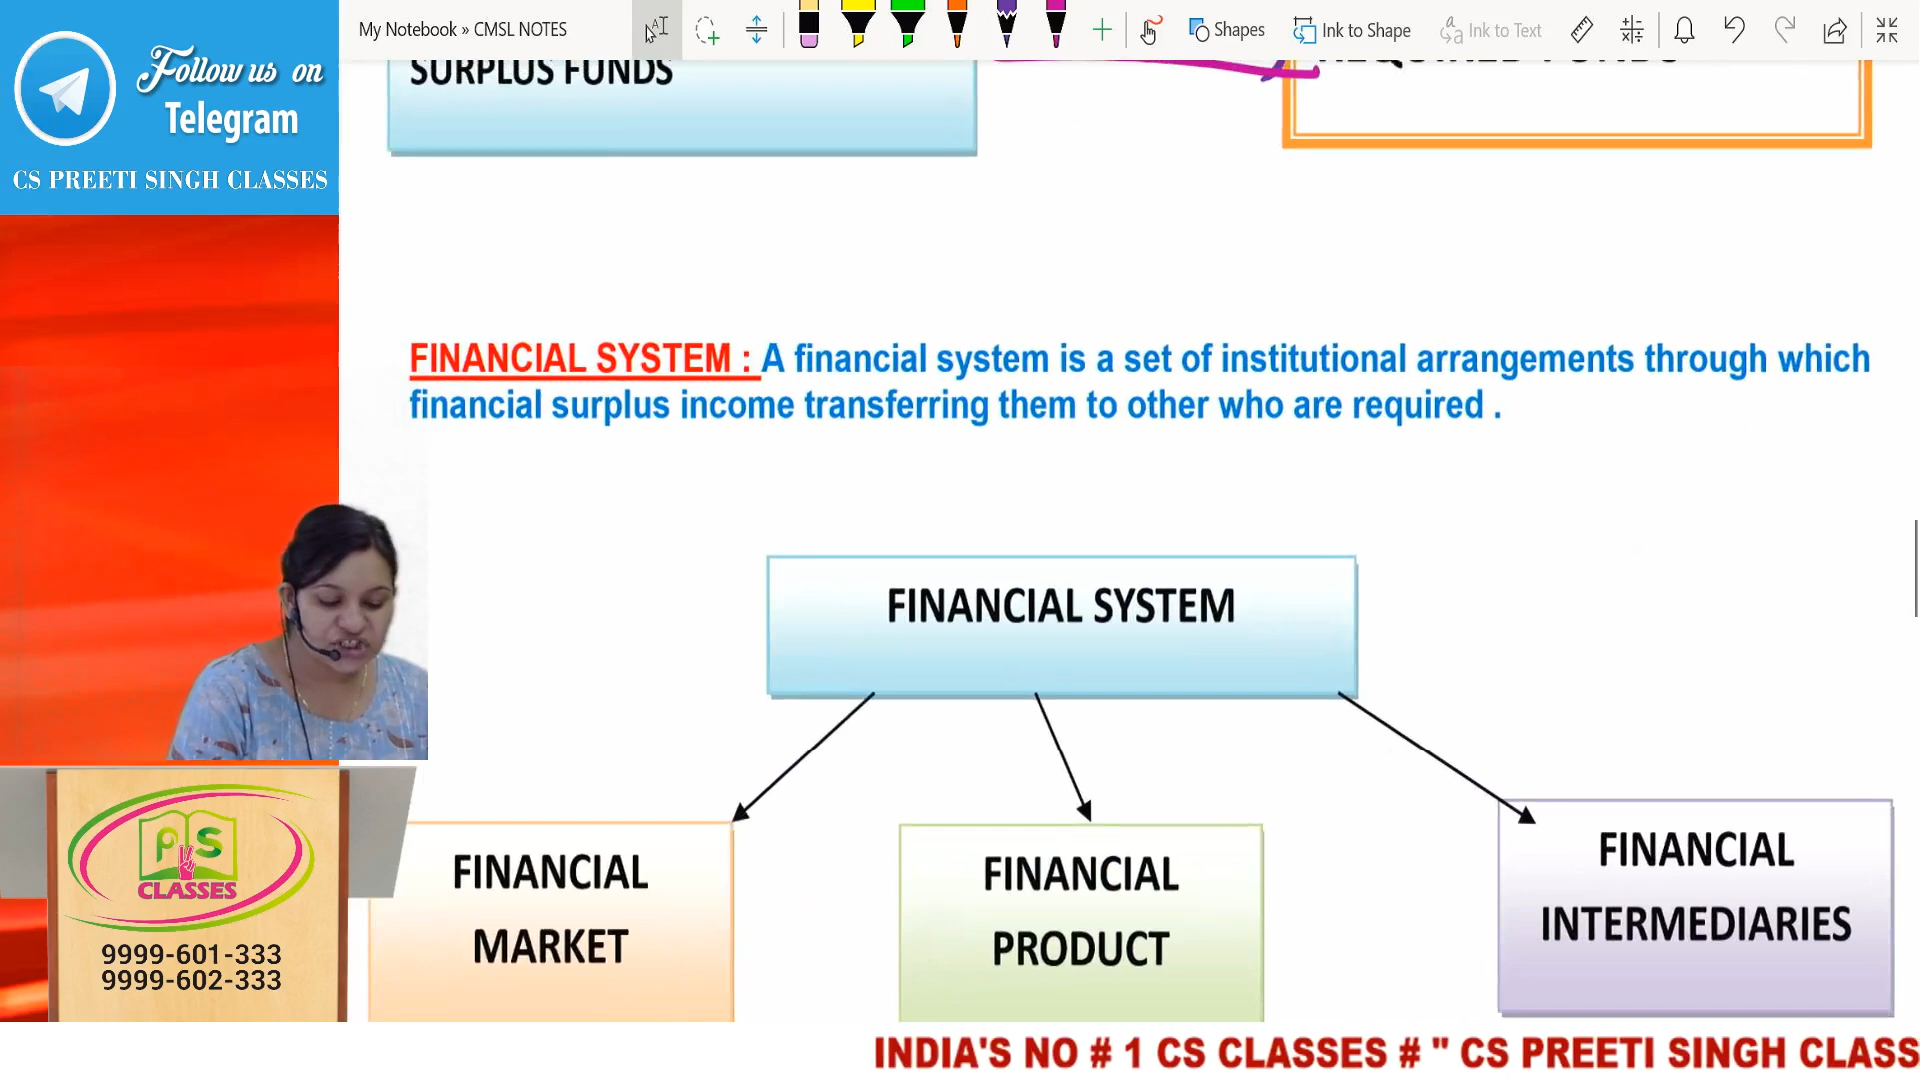 My Notebook » CMSL NOTES
Shapes
Ink to Shape
Ink to Text
Follow us on
Telegram
CS PREETI SINGH CLASSES
SURPLUS FUNDS
REQUIRED FUNDS
FINANCIAL SYSTEM : A financial system is a set of institutional arrangements through which
financial surplus income transferring them to other who are required .
FINANCIAL SYSTEM
FINANCIAL
MARKET
FINANCIAL
PRODUCT
FINANCIAL
INTERMEDIARIES
PS
CLASSES
9999-601-333
9999-602-333
INDIA'S NO # 1 CS CLASSES # " CS PREETI SINGH CLASS